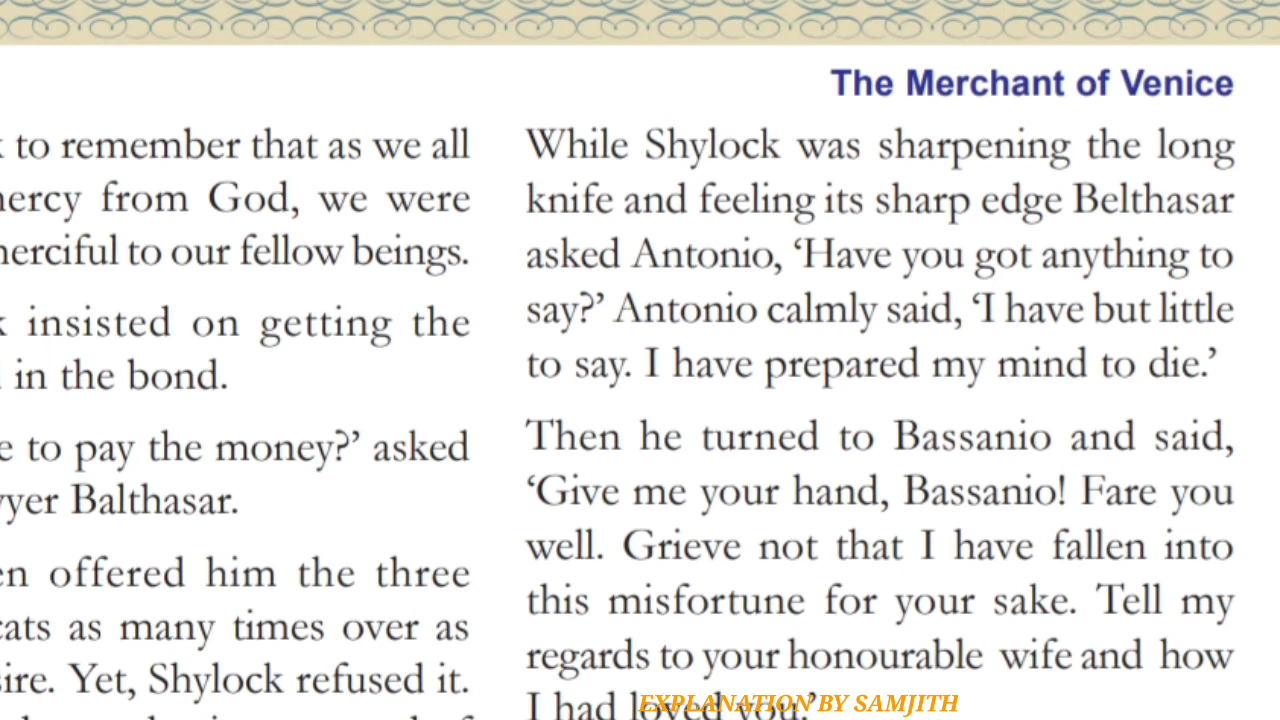 The Merchant of Venice
to remember that as we all
from God, we were
to our fellow beings.
insisted on getting the
in the bond.
to pay the money?’ asked
Balthasar.
offered him the three
as many times over as
Yet, Shylock refused it.
While Shylock was sharpening the long
knife and feeling its sharp edge Belthasar
asked Antonio, ‘Have you got anything to
say?’ Antonio calmly said, ‘I have but little
to say. I have prepared my mind to die.’
Then he turned to Bassanio and said,
‘Give me your hand, Bassanio! Fare you
well. Grieve not that I have fallen into
this misfortune for your sake. Tell my
regards to your honourable wife and how
I had loved you.’
EXPLANATION BY SAMJITH